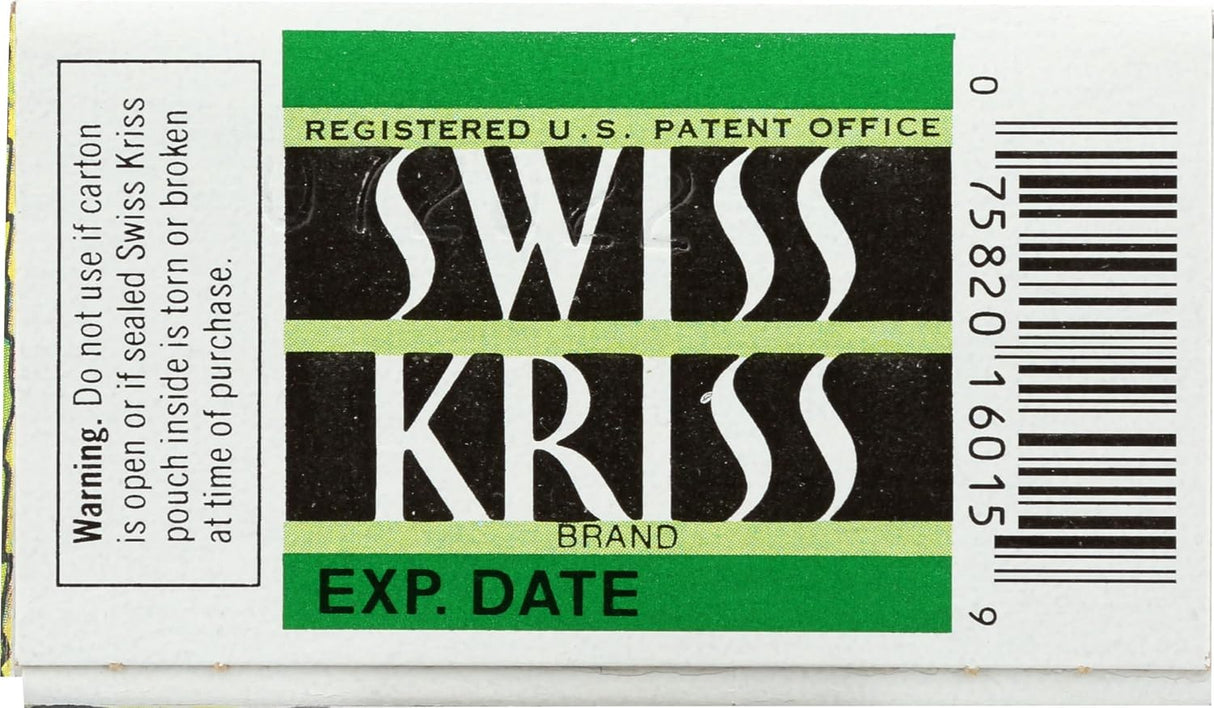 Warning. Do not use if carton
is open or if sealed Swiss Kriss
pouch inside is torn or broken
at time of purchase.
REGISTERED U.S. PATENT OFFICE
SWISS
KRISS
BRAND
EXP. DATE
0 75820 16015 9